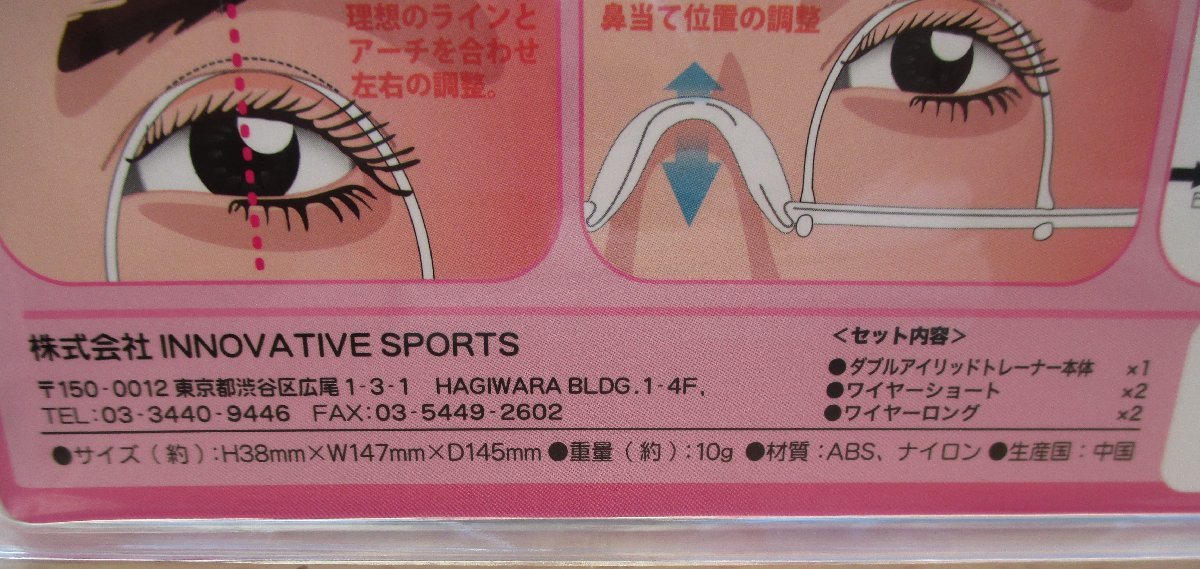 理想のラインと
アーチを合わせ
左右の調整。
鼻当て位置の調整
株式会社 INNOVATIVE SPORTS
〒150-0012 東京都渋谷区広尾 1-3-1 HAGIWARA BLDG.1-4F,
TEL:03-3440-9446 FAX:03-5449-2602
<セット内容>
●ダブルアイリッドトレーナー本体 ×1
●ワイヤーショート ×2
●ワイヤーロング ×2
●サイズ(約):H38mm×W147mm×D145mm ●重量(約):10g ●材質:ABS、ナイロン ●生産国:中国